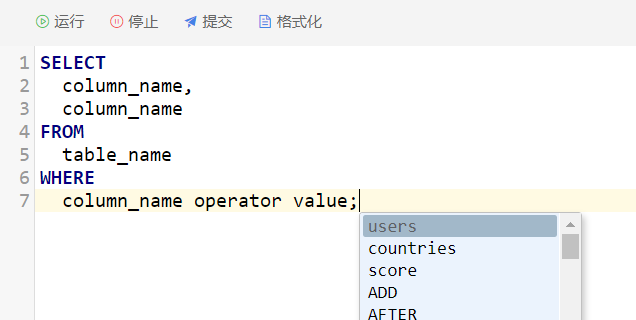 运行 停止 提交 格式化
1 SELECT
2 column_name,
3 column_name
4 FROM
5 table_name
6 WHERE
7 column_name operator value;
users
countries
score
ADD
AFTER